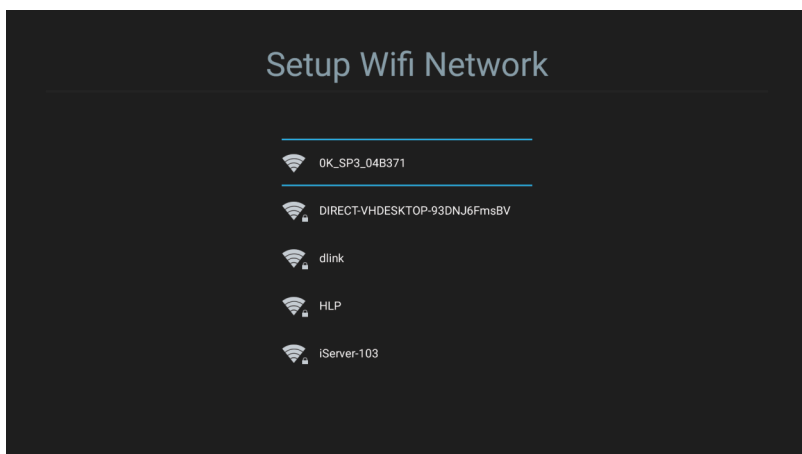 Setup Wifi Network
0K_SP3_04B371
DIRECT-VHDESKTOP-93DNJ6FmsBV
dlink
HLP
iServer-103